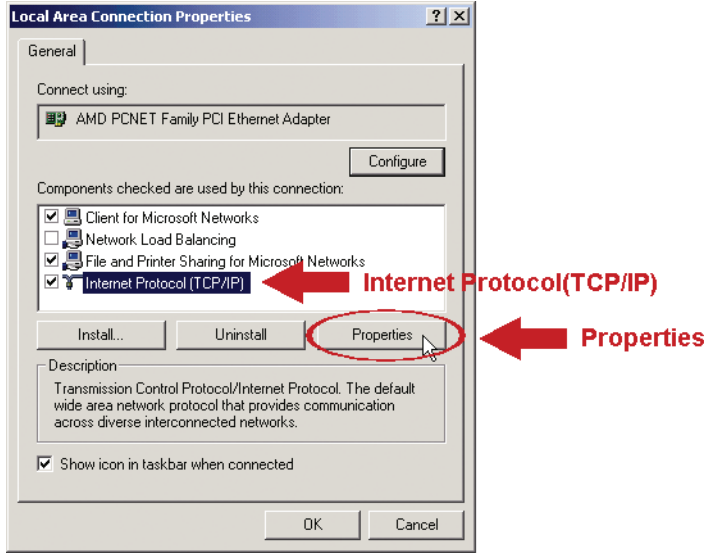 Local Area Connection Properties
General
Connect using:
AMD PCNET Family PCI Ethernet Adapter
Configure
Components checked are used by this connection:
Client for Microsoft Networks
Network Load Balancing
File and Printer Sharing for Microsoft Networks
Internet Protocol (TCP/IP)
Internet Protocol(TCP/IP)
Install...
Uninstall
Properties
Properties
Description
Transmission Control Protocol/Internet Protocol. The default
wide area network protocol that provides communication
across diverse interconnected networks.
Show icon in taskbar when connected
OK
Cancel